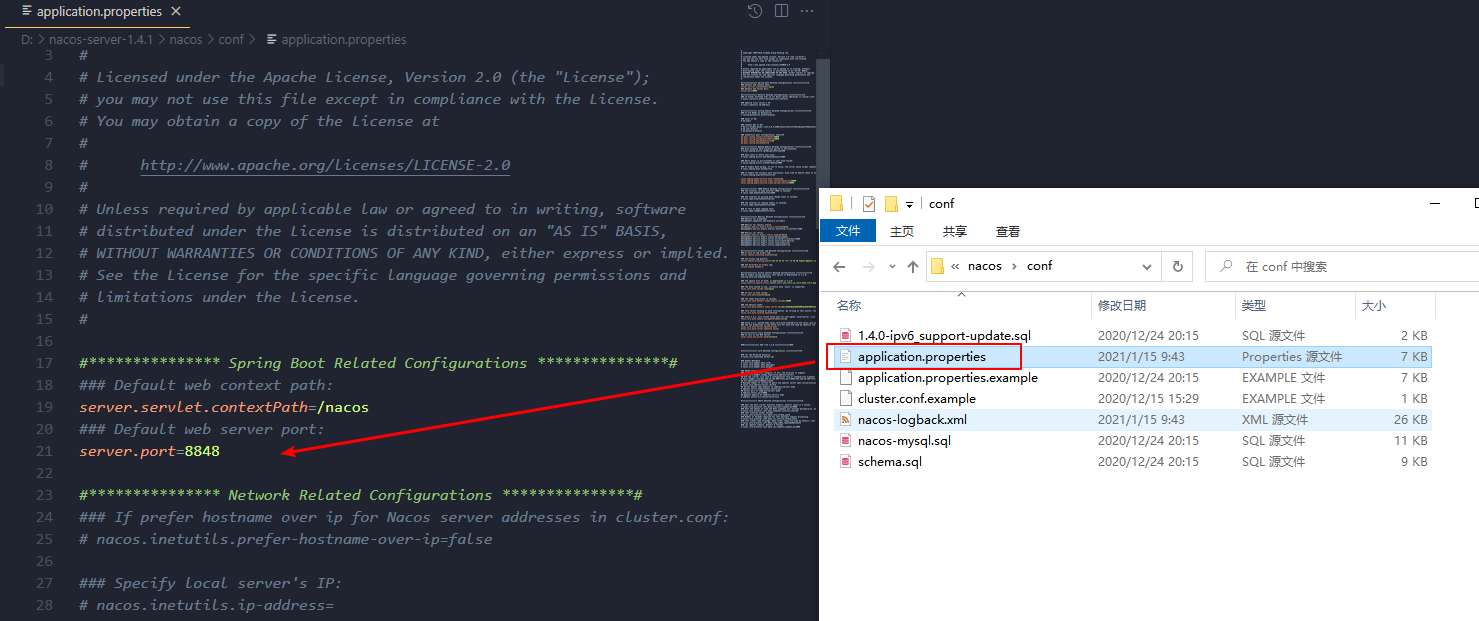 application.properties
D: > nacos-server-1.4.1 > nacos > conf > application.properties
3 #
4 # Licensed under the Apache License, Version 2.0 (the "License");
5 # you may not use this file except in compliance with the License.
6 # You may obtain a copy of the License at
7 #
8 # http://www.apache.org/licenses/LICENSE-2.0
9 #
10 # Unless required by applicable law or agreed to in writing, software
11 # distributed under the License is distributed on an "AS IS" BASIS,
12 # WITHOUT WARRANTIES OR CONDITIONS OF ANY KIND, either express or implied.
13 # See the License for the specific language governing permissions and
14 # limitations under the License.
15 #
16
17 #*************** Spring Boot Related Configurations ***************#
18 ### Default web context path:
19 server.servlet.contextPath=/nacos
20 ### Default web server port:
21 server.port=8848
22
23 #*************** Network Related Configurations ***************#
24 ### If prefer hostname over ip for Nacos server addresses in cluster.conf:
25 # nacos.inetutils.prefer-hostname-over-ip=false
26
27 ### Specify local server's IP:
28 # nacos.inetutils.ip-address=
conf
文件 主页 共享 查看
« nacos > conf 在 conf 中搜索
名称 修改日期 类型 大小
1.4.0-ipv6_support-update.sql 2020/12/24 20:15 SQL 源文件 2 KB
application.properties 2021/1/15 9:43 Properties 源文件 7 KB
application.properties.example 2020/12/24 20:15 EXAMPLE 文件 7 KB
cluster.conf.example 2020/12/15 15:29 EXAMPLE 文件 1 KB
nacos-logback.xml 2021/1/15 9:43 XML 源文件 26 KB
nacos-mysql.sql 2020/12/24 20:15 SQL 源文件 11 KB
schema.sql 2020/12/24 20:15 SQL 源文件 9 KB